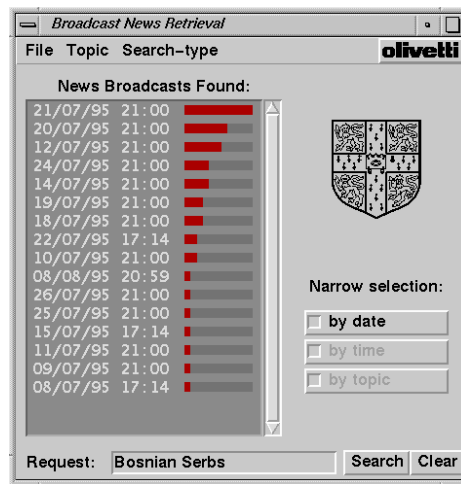 Broadcast News Retrieval
File Topic Search-type
olivetti
News Broadcasts Found:
21/07/95 21:00
20/07/95 21:00
12/07/95 21:00
24/07/95 21:00
14/07/95 21:00
19/07/95 21:00
18/07/95 21:00
22/07/95 17:14
10/07/95 21:00
08/08/95 20:59
26/07/95 21:00
25/07/95 21:00
15/07/95 17:14
11/07/95 21:00
09/07/95 21:00
08/07/95 17:14
Narrow selection:
by date
by time
by topic
Request: Bosnian Serbs Search Clear